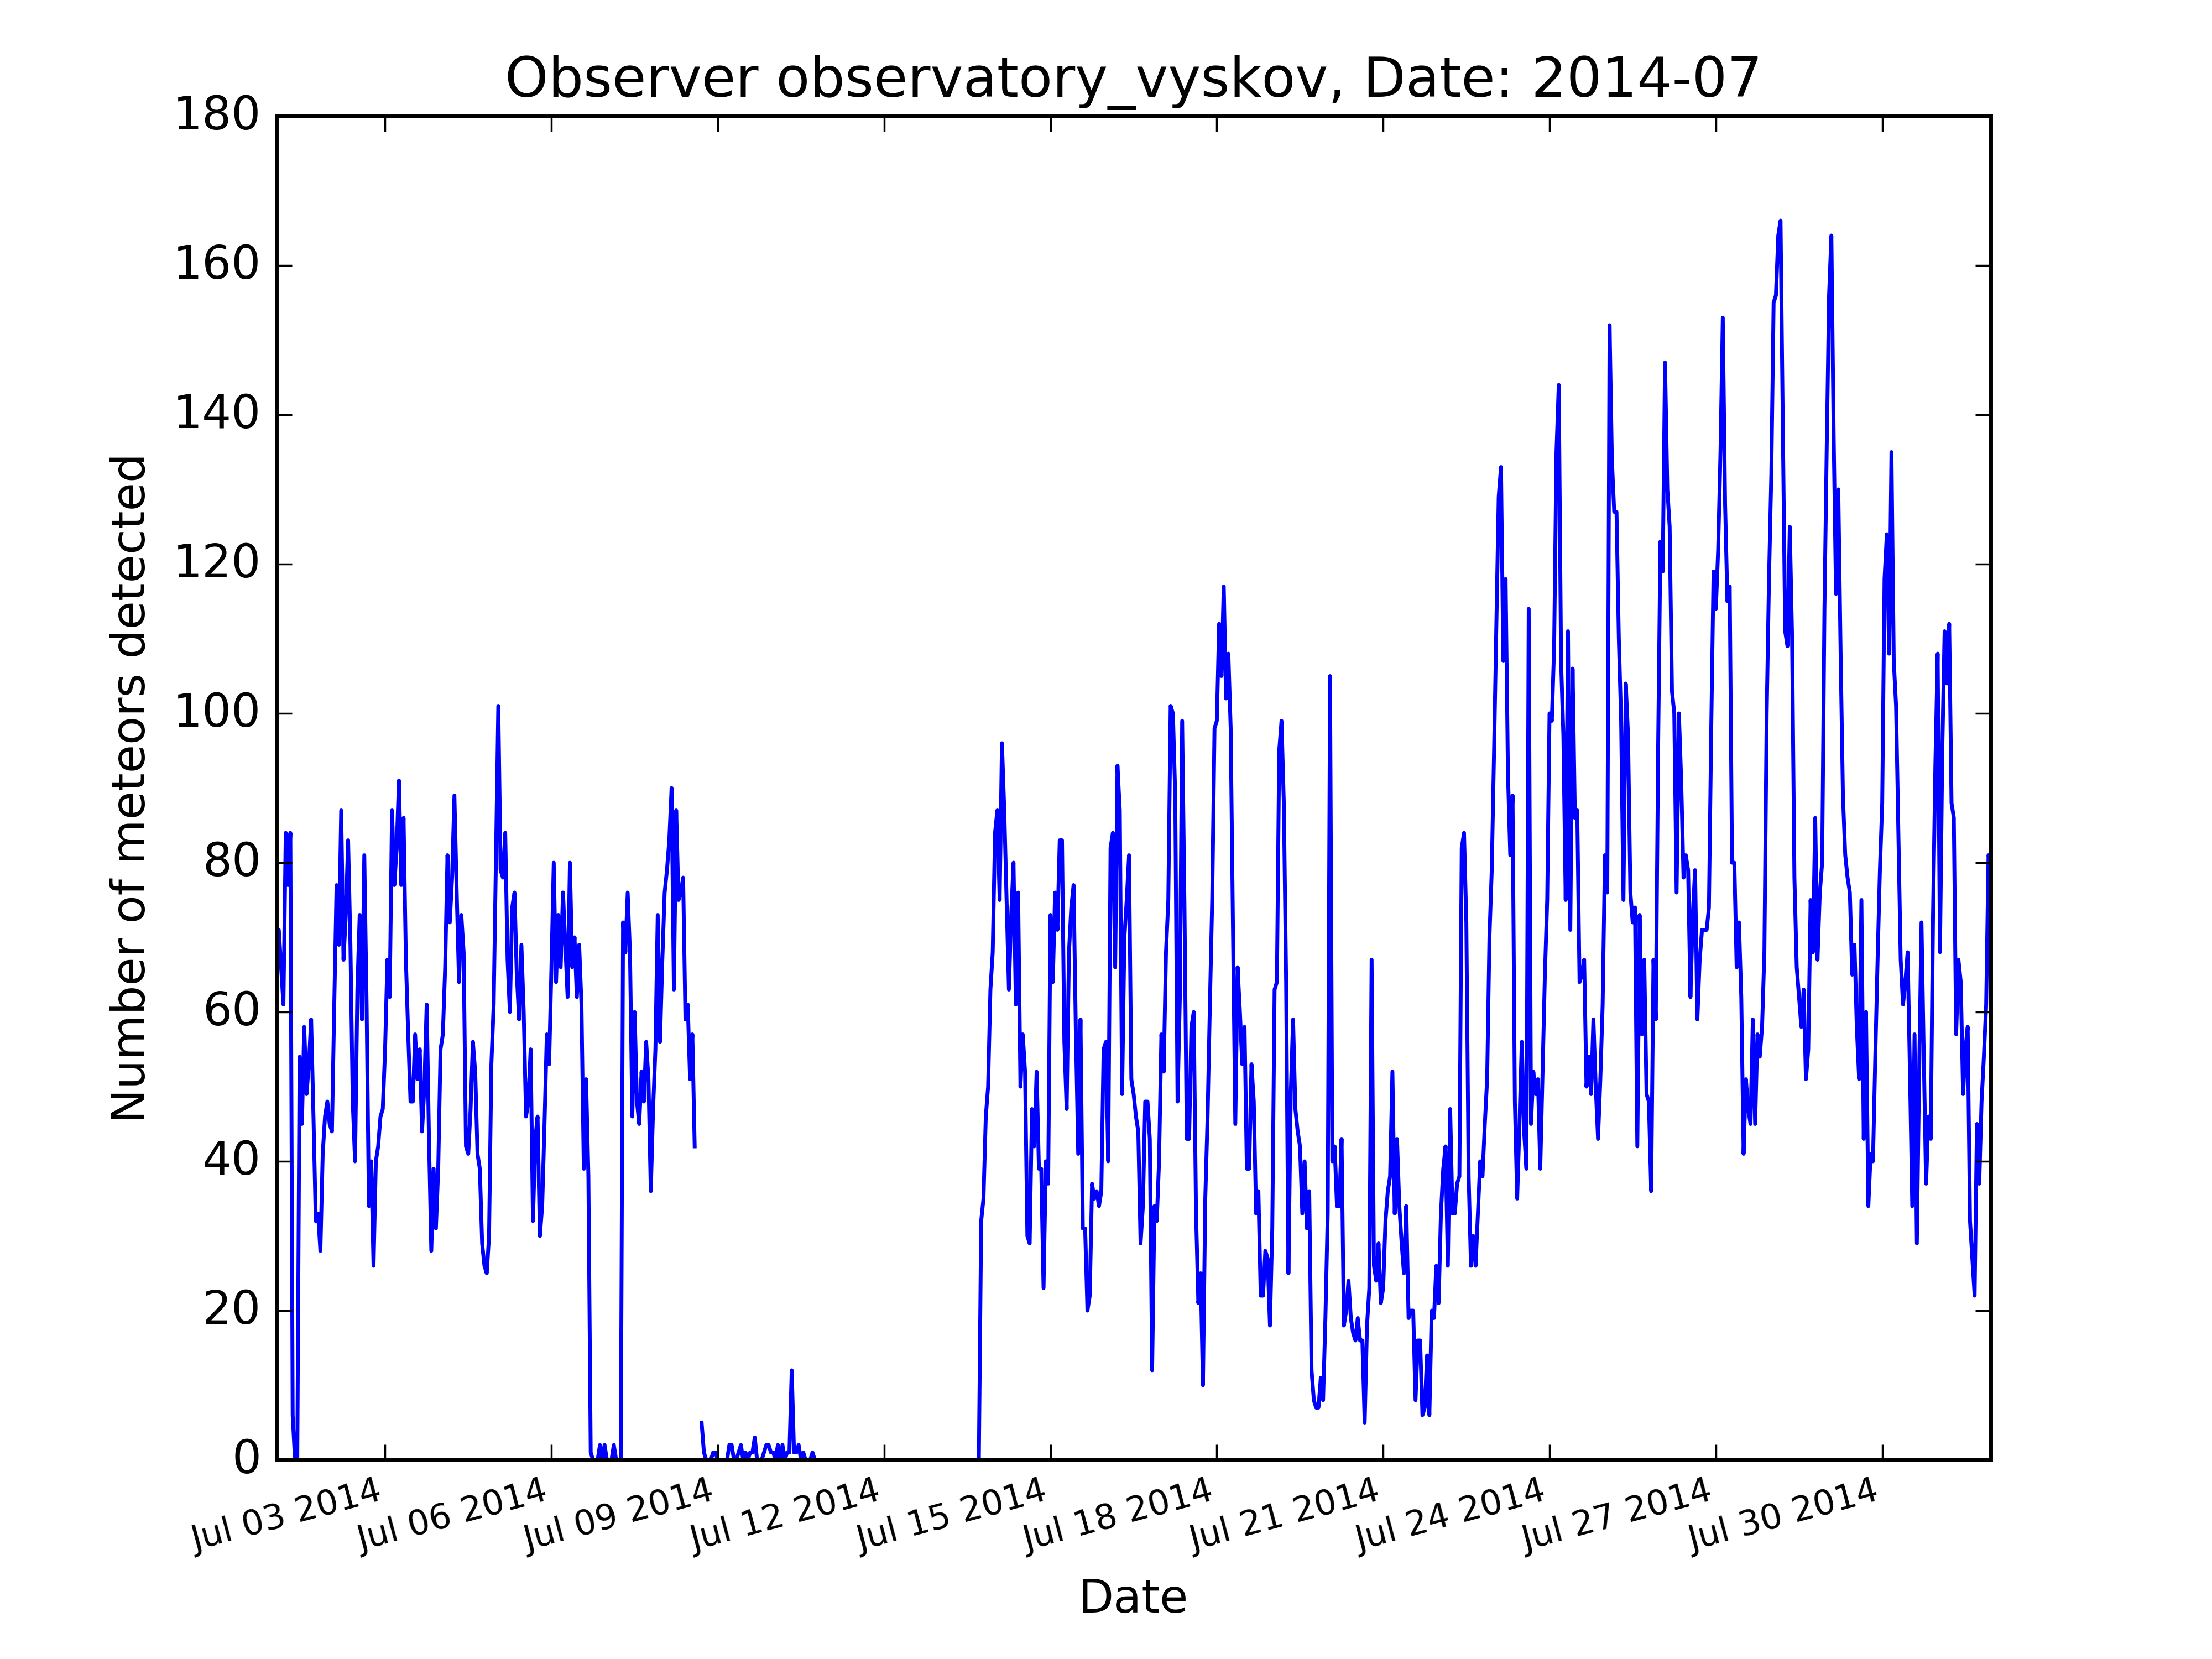 Observer observatory_vyskov, Date: 2014-07
Number of meteors detected
180
160
140
120
100
80
60
40
20
0
Jul 03 2014
Jul 06 2014
Jul 09 2014
Jul 12 2014
Jul 15 2014
Jul 18 2014
Jul 21 2014
Jul 24 2014
Jul 27 2014
Jul 30 2014
Date